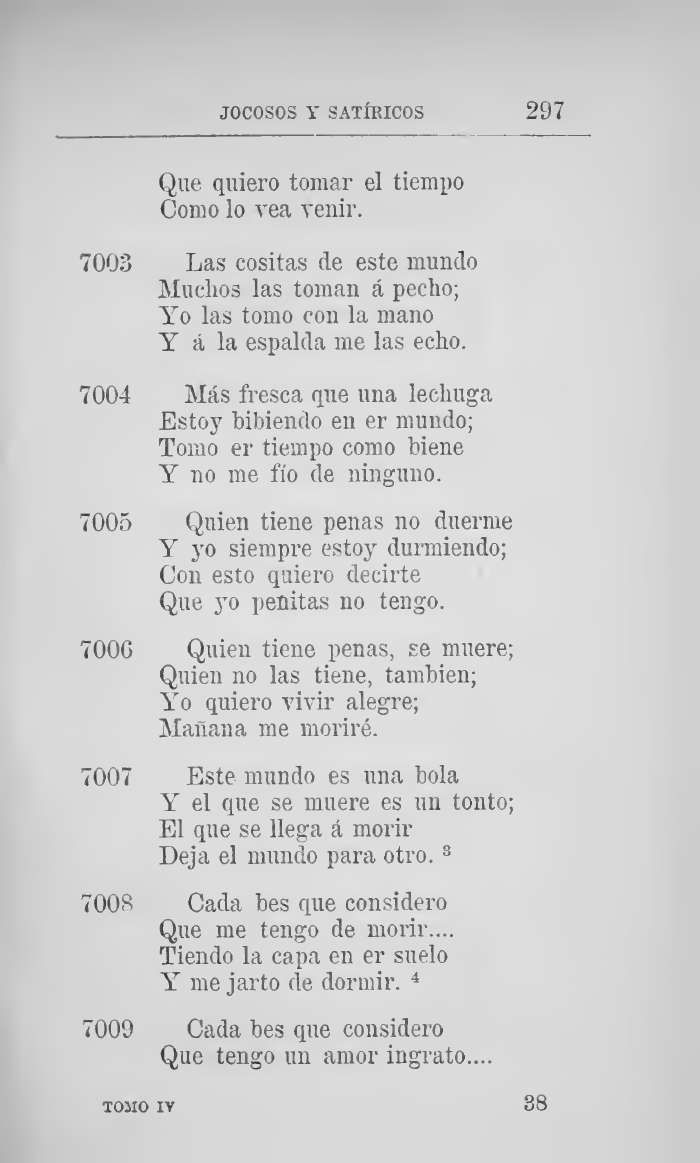 JOCOSOS Y SATÍRICOS 297
Que quiero tomar el tiempo
Como lo vea venir.
7003 Las cositas de este mundo
Muchos las toman á pecho;
Yo las tomo con la mano
Y á la espalda me las echo.
7004 Más fresca que una lechuga
Estoy bibiendo en er mundo;
Tomo er tiempo como biene
Y no me fío de ninguno.
7005 Quien tiene penas no duerme
Y yo siempre estoy durmiendo;
Con esto quiero decirte
Que yo penitas no tengo.
7006 Quien tiene penas, se muere;
Quien no las tiene, tambien;
Yo quiero vivir alegre;
Mañana me moriré.
7007 Este mundo es una bola
Y el que se muere es un tonto;
El que se llega á morir
Deja el mundo para otro. ³
7008 Cada bes que considero
Que me tengo de morir....
Tiendo la capa en er suelo
Y me jarto de dormir. ⁴
7009 Cada bes que considero
Que tengo un amor ingrato....
TOMO IV 38